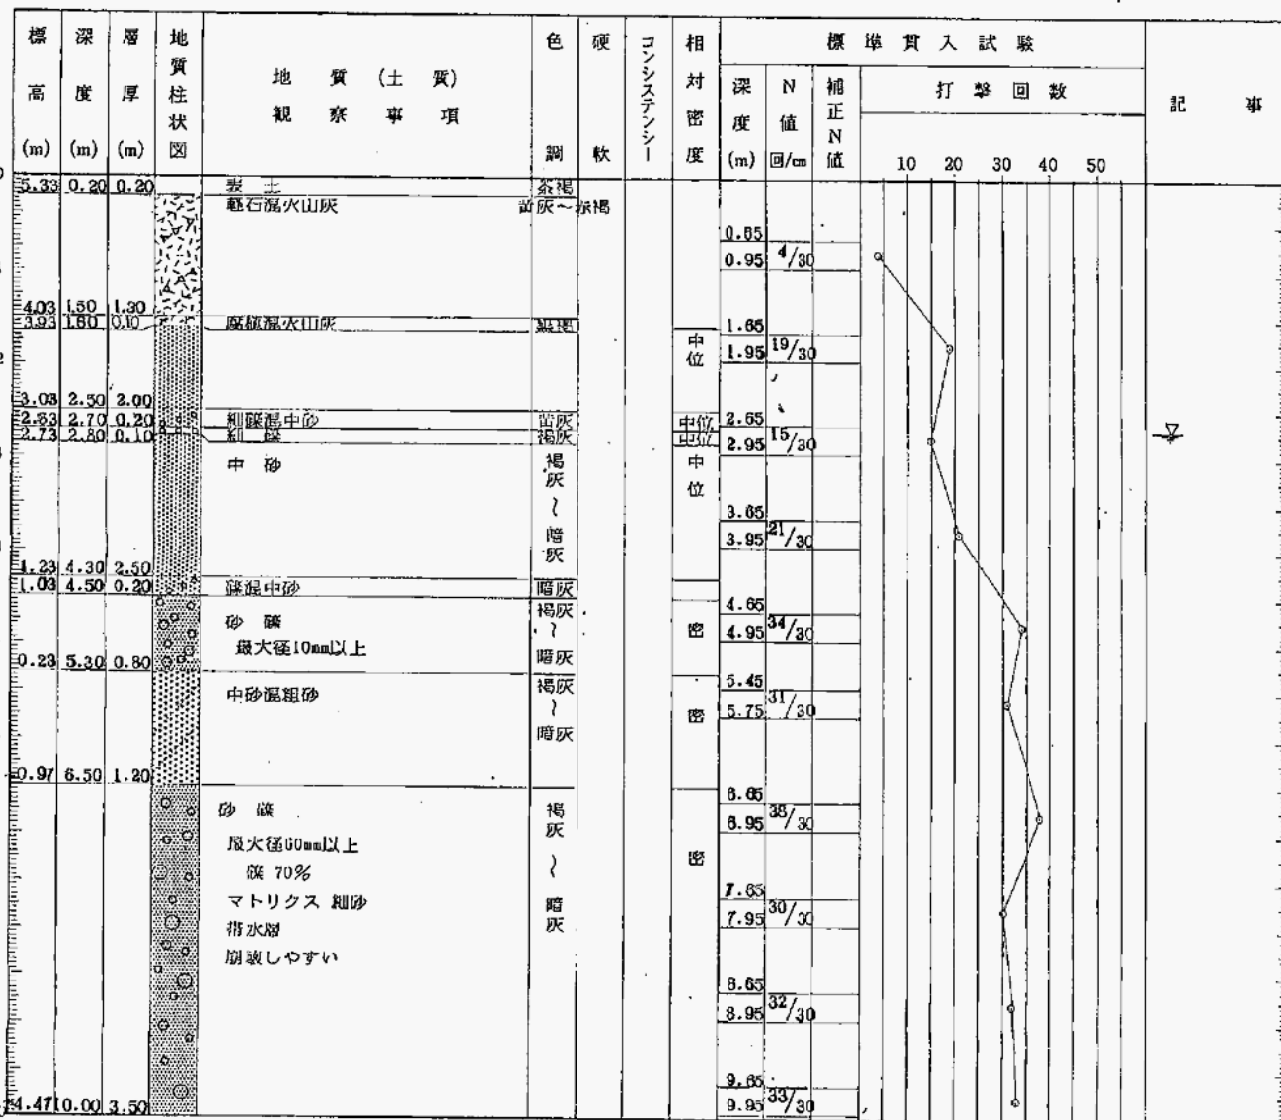 標高(m) 深度(m) 層厚(m) 地質柱状図 地質(土質)観察事項 色調 硬軟 コンシステンシー 相対密度 標準貫入試験 記事
深度(m) N値 回/cm 補正N値 打撃回数
10 20 30 40 50
5.33 0.20 0.20 表土 茶褐
軽石混火山灰
0.65
0.95 4/30
4.03 1.50 1.30
3.93 1.60 0.10 腐植混火山灰
1.65
中位 1.95 19/30
3.03 2.50 2.00
2.70 0.20 細礫混中砂 中位 2.65
2.73 2.80 0.10 細礫 褐灰 中位 2.95 15/30
中砂 褐灰~暗灰 中位
3.65
3.95 21/30
1.23 4.30 2.50
1.03 4.50 0.20 礫混中砂 暗灰
砂礫 褐灰~暗灰 密 4.65
4.95 34/30
最大径10mm以上
0.23 5.30 0.80
中砂混粗砂 褐灰~暗灰 密 5.45
5.75 31/30
0.97 6.50 1.20
砂礫 褐灰~暗灰 密 6.65
6.95 38/30
最大径60mm以上
礫 70%
マトリクス 細砂
帯水層
崩壊しやすい
7.65
7.95 30/30
8.65
8.95 32/30
9.65
4.47 10.00 3.50 9.95 33/30